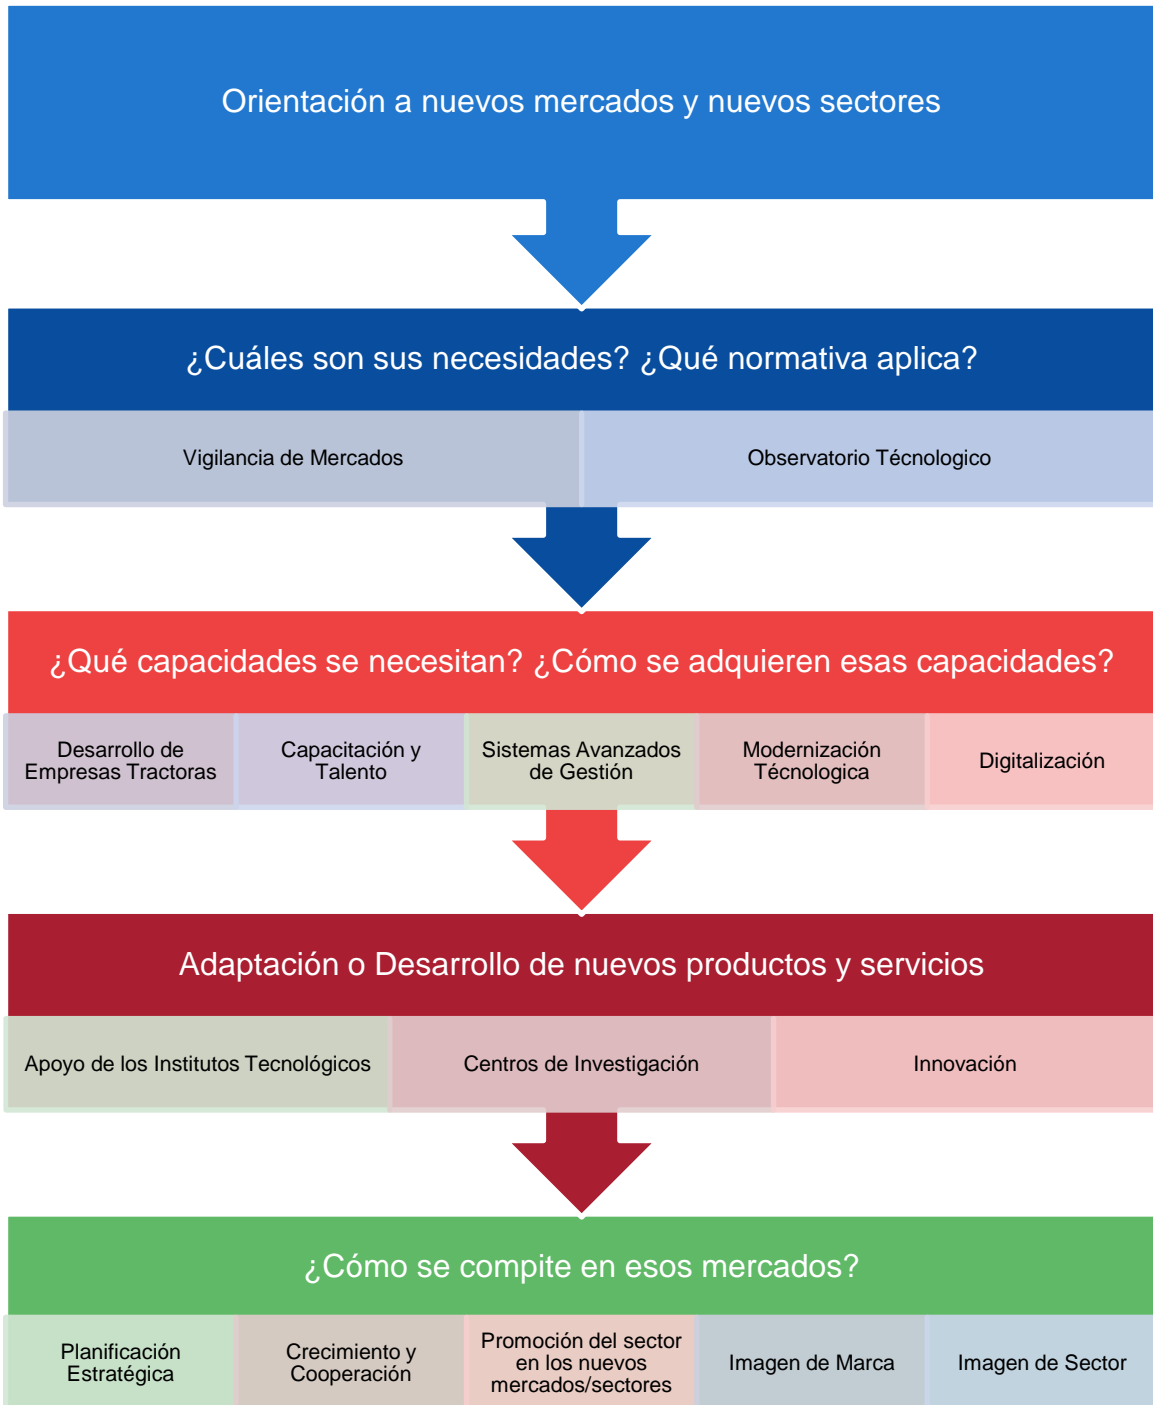 Orientación a nuevos mercados y nuevos sectores
¿Cuáles son sus necesidades? ¿Qué normativa aplica?
Vigilancia de Mercados
Observatorio Técnologico
¿Qué capacidades se necesitan? ¿Cómo se adquieren esas capacidades?
Desarrollo de
Empresas Tractoras
Capacitación y
Talento
Sistemas Avanzados
de Gestión
Modernización
Técnologica
Digitalización
Adaptación o Desarrollo de nuevos productos y servicios
Apoyo de los Institutos Tecnológicos
Centros de Investigación
Innovación
¿Cómo se compite en esos mercados?
Planificación
Estratégica
Crecimiento y
Cooperación
Promoción del sector
en los nuevos
mercados/sectores
Imagen de Marca
Imagen de Sector